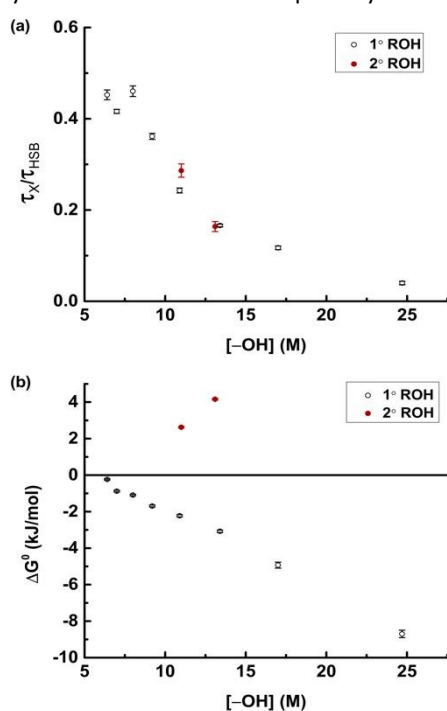 (a)
0.6
1° ROH
2° ROH
0.4
τX/τHSB
0.2
0.0
5 10 15 20 25
[–OH] (M)
(b)
4
1° ROH
2° ROH
2
0
ΔG⁰ (kJ/mol)
-2
-4
-6
-8
-10
5 10 15 20 25
[–OH] (M)